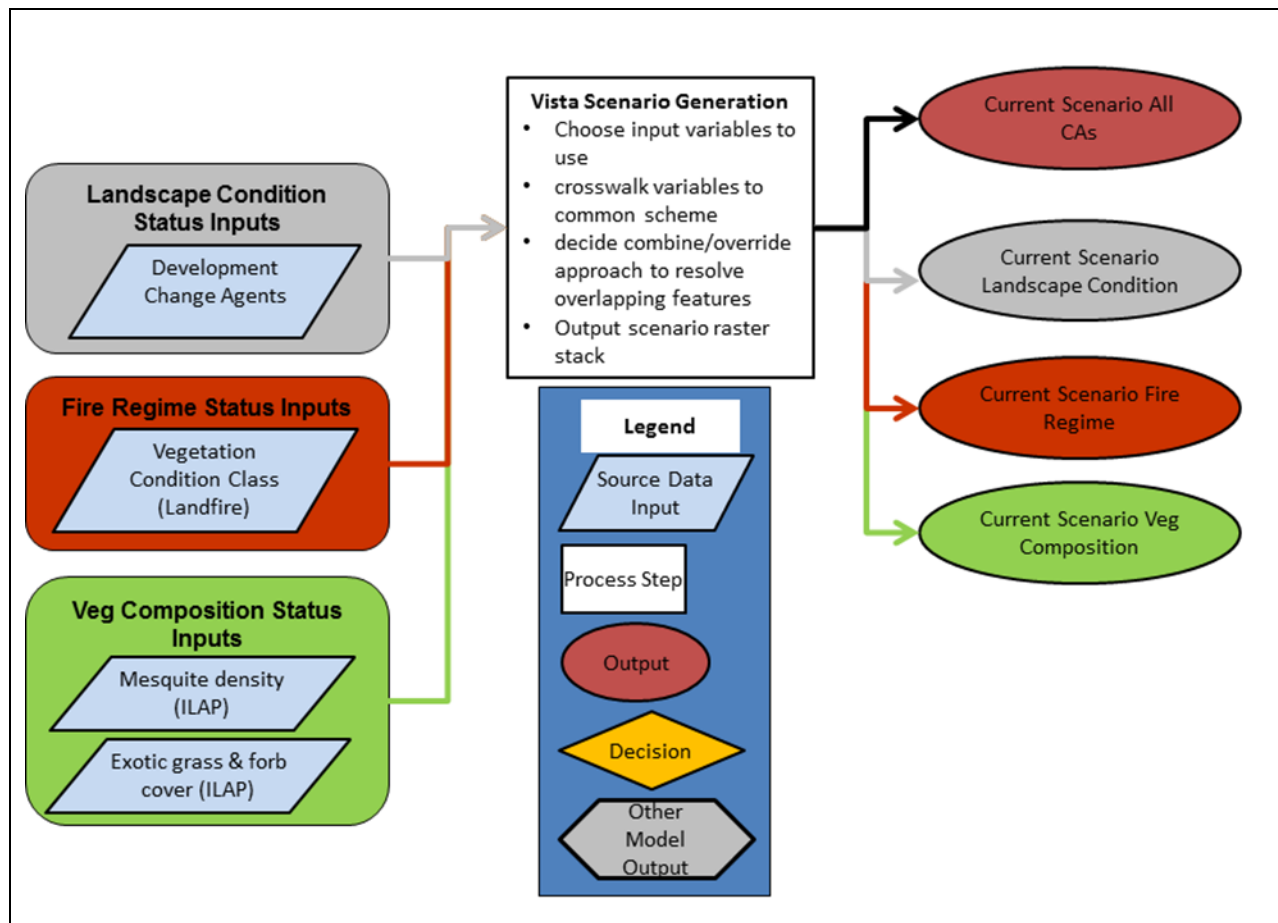 Landscape Condition
Status Inputs
Development
Change Agents
Fire Regime Status Inputs
Vegetation
Condition Class
(Landfire)
Veg Composition Status
Inputs
Mesquite density
(ILAP)
Exotic grass & forb
cover (ILAP)
Vista Scenario Generation
• Choose input variables to
use
• crosswalk variables to
common scheme
• decide combine/override
approach to resolve
overlapping features
• Output scenario raster
stack
Legend
Source Data
Input
Process Step
Output
Decision
Other
Model
Output
Current Scenario All
CAs
Current Scenario
Landscape Condition
Current Scenario Fire
Regime
Current Scenario Veg
Composition